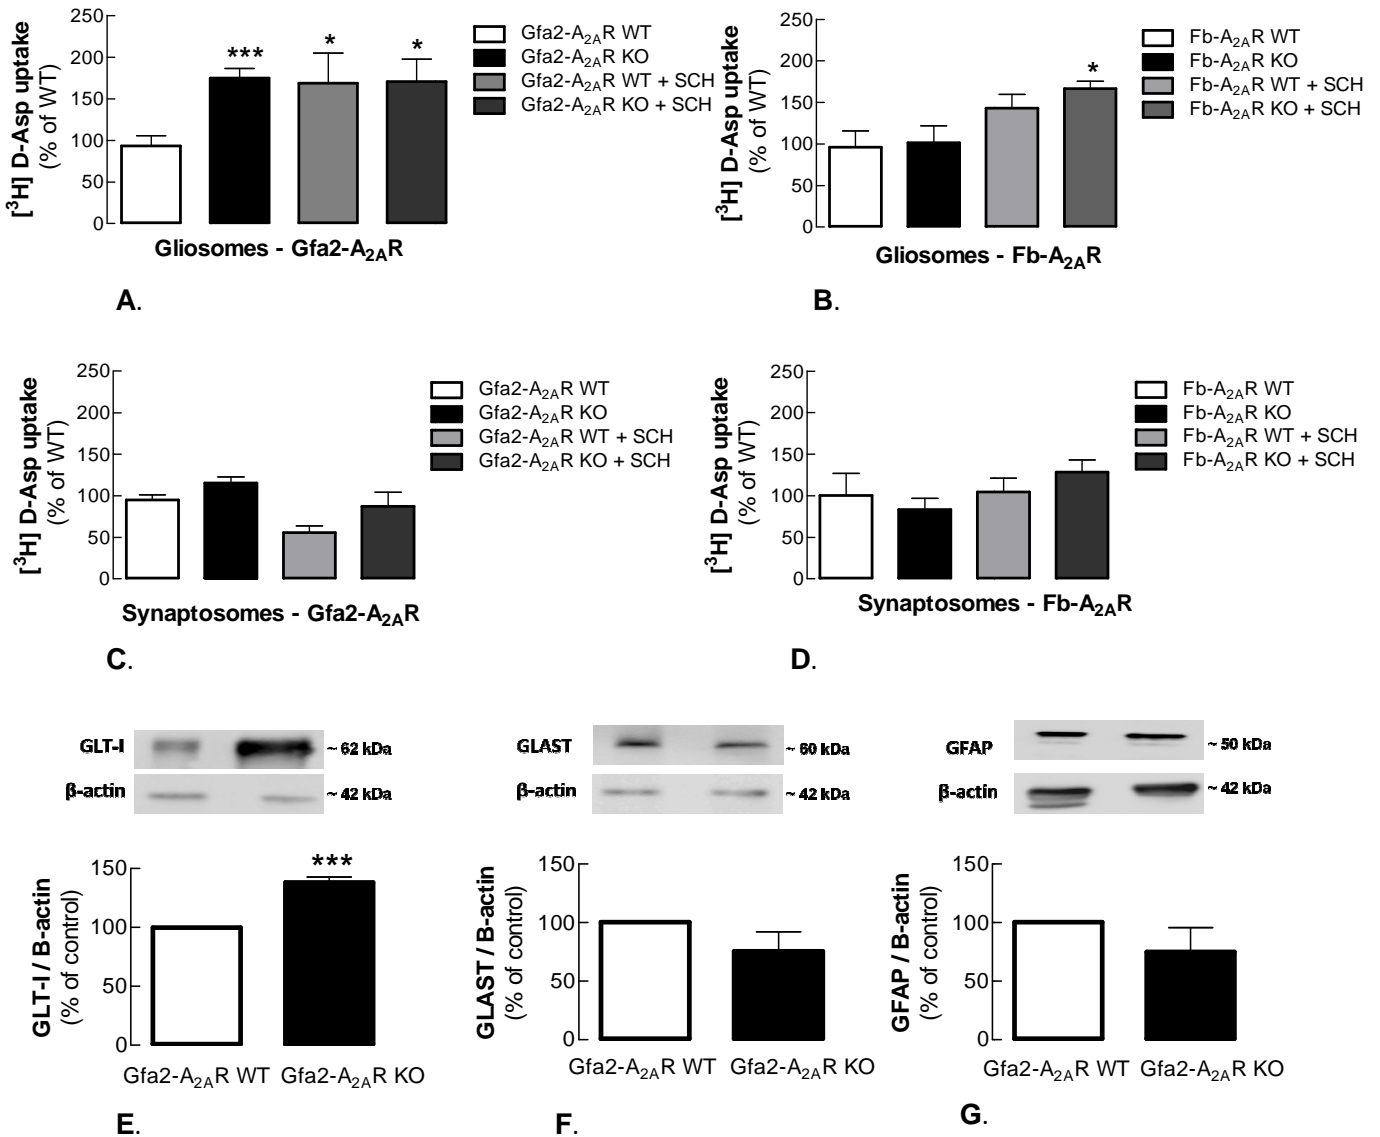 [³H] D-Asp uptake
(% of WT)
250
200
150
100
50
0
***
*
*
Gfa2-A₂ₐR WT
Gfa2-A₂ₐR KO
Gfa2-A₂ₐR WT + SCH
Gfa2-A₂ₐR KO + SCH
Gliosomes - Gfa2-A₂ₐR
A.
[³H] D-Asp uptake
(% of WT)
250
200
150
100
50
0
*
Fb-A₂ₐR WT
Fb-A₂ₐR KO
Fb-A₂ₐR WT + SCH
Fb-A₂ₐR KO + SCH
Gliosomes - Fb-A₂ₐR
B.
[³H] D-Asp uptake
(% of WT)
250
200
150
100
50
0
Gfa2-A₂ₐR WT
Gfa2-A₂ₐR KO
Gfa2-A₂ₐR WT + SCH
Gfa2-A₂ₐR KO + SCH
Synaptosomes - Gfa2-A₂ₐR
C.
[³H] D-Asp uptake
(% of WT)
250
200
150
100
50
0
Fb-A₂ₐR WT
Fb-A₂ₐR KO
Fb-A₂ₐR WT + SCH
Fb-A₂ₐR KO + SCH
Synaptosomes - Fb-A₂ₐR
D.
GLT-I
~ 62 kDa
β-actin
~ 42 kDa
GLT-I / B-actin
(% of control)
150
100
50
0
***
Gfa2-A₂ₐR WT Gfa2-A₂ₐR KO
E.
GLAST
~ 60 kDa
β-actin
~ 42 kDa
GLAST / B-actin
(% of control)
150
100
50
0
Gfa2-A₂ₐR WT Gfa2-A₂ₐR KO
F.
GFAP
~ 50 kDa
β-actin
~ 42 kDa
GFAP / B-actin
(% of control)
150
100
50
0
Gfa2-A₂ₐR WT Gfa2-A₂ₐR KO
G.